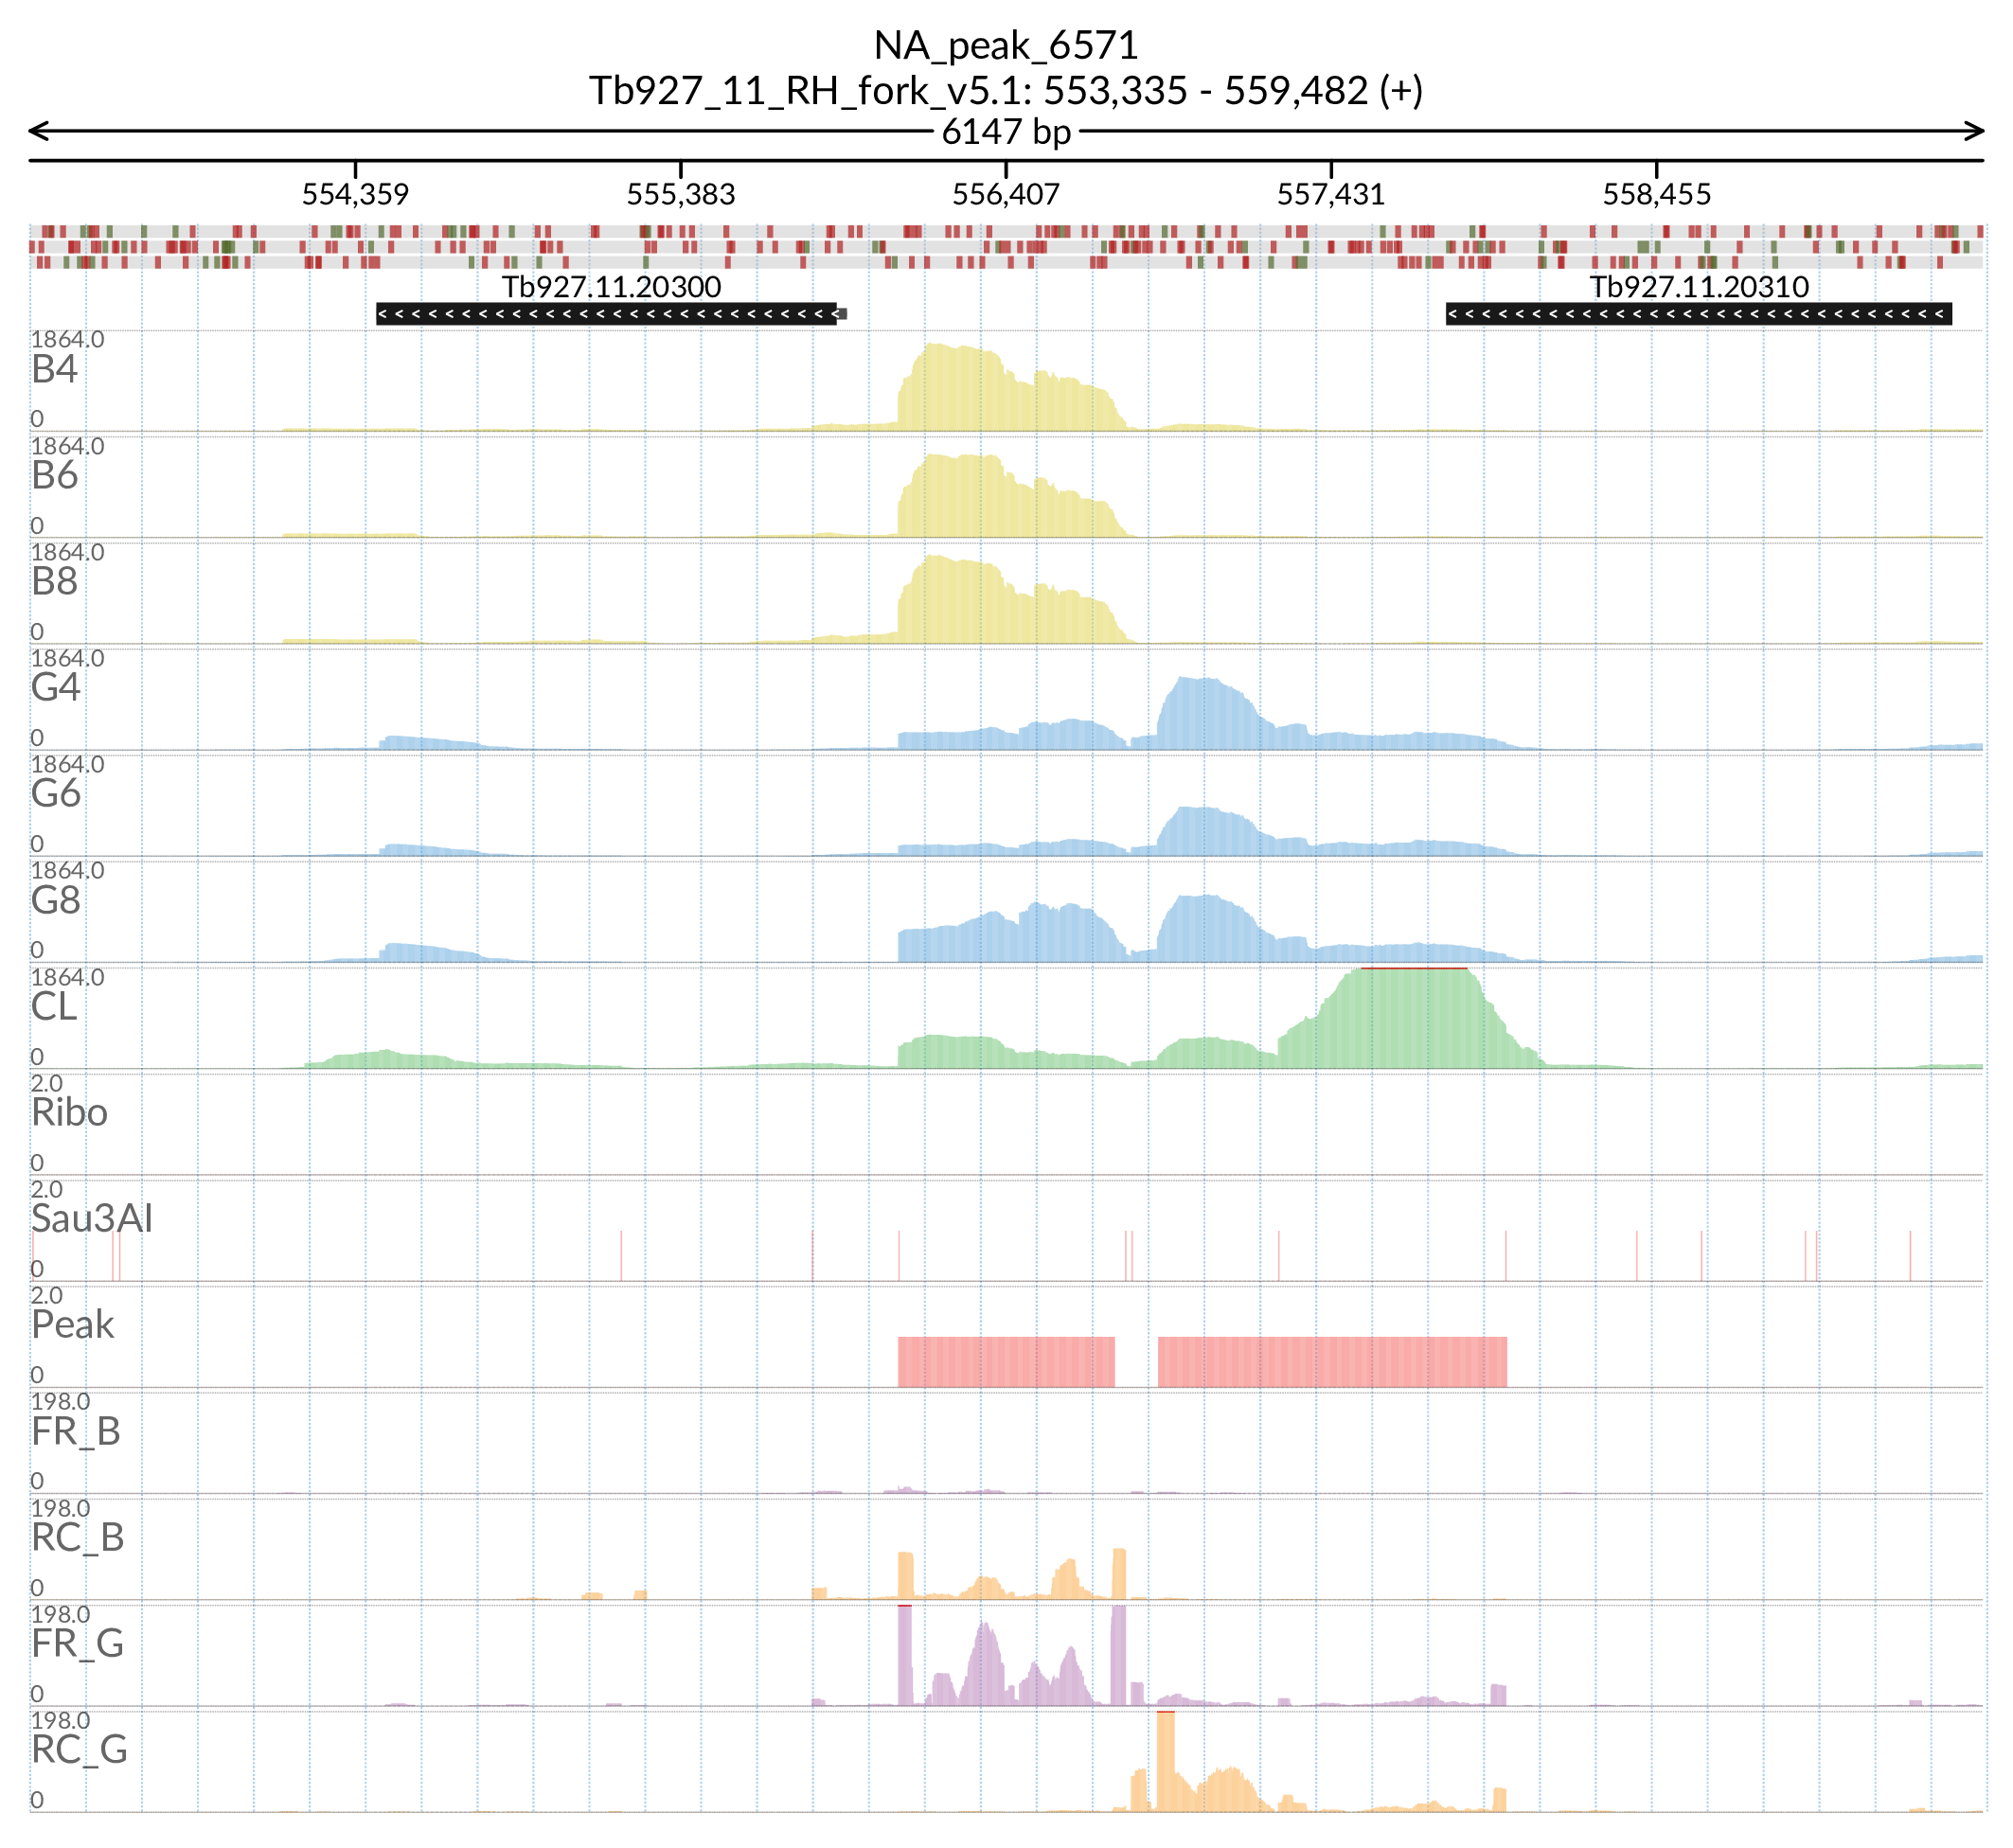 NA_peak_6571
Tb927_11_RH_fork_v5.1: 553,335 - 559,482 (+)
6147 bp
554,359 555,383 556,407 557,431 558,455
Tb927.11.20300 Tb927.11.20310
1864.0
B4
0
1864.0
B6
0
1864.0
B8
0
1864.0
G4
0
1864.0
G6
0
1864.0
G8
0
1864.0
CL
0
2.0
Ribo
0
2.0
Sau3AI
0
2.0
Peak
0
198.0
FR_B
0
198.0
RC_B
0
198.0
FR_G
0
198.0
RC_G
0